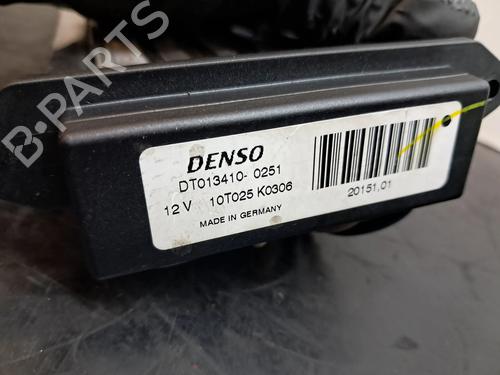 B-PARTS
DENSO
DT013410- 0251
12 V 10T025 K0306
MADE IN GERMANY
20151,01